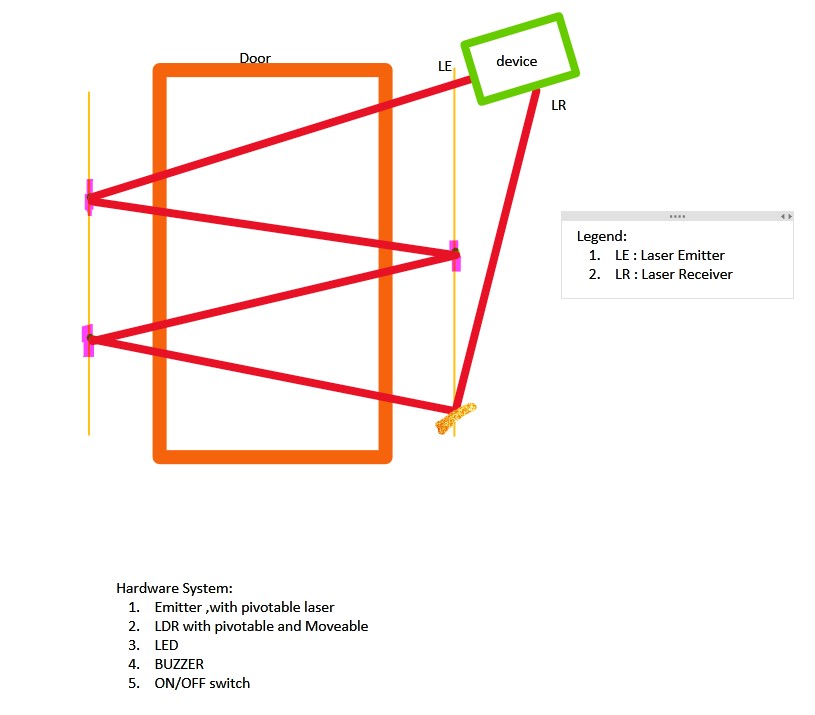 Door
LE
device
LR
Legend:
1. LE : Laser Emitter
2. LR : Laser Receiver
Hardware System:
1. Emitter ,with pivotable laser
2. LDR with pivotable and Moveable
3. LED
4. BUZZER
5. ON/OFF switch